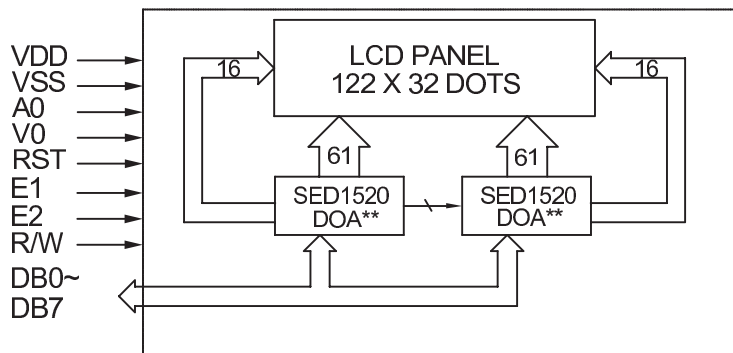 VDD
VSS
A0
V0
RST
E1
E2
R/W
DB0~
DB7
16
LCD PANEL
122 X 32 DOTS
16
61
61
SED1520
DOA**
SED1520
DOA**